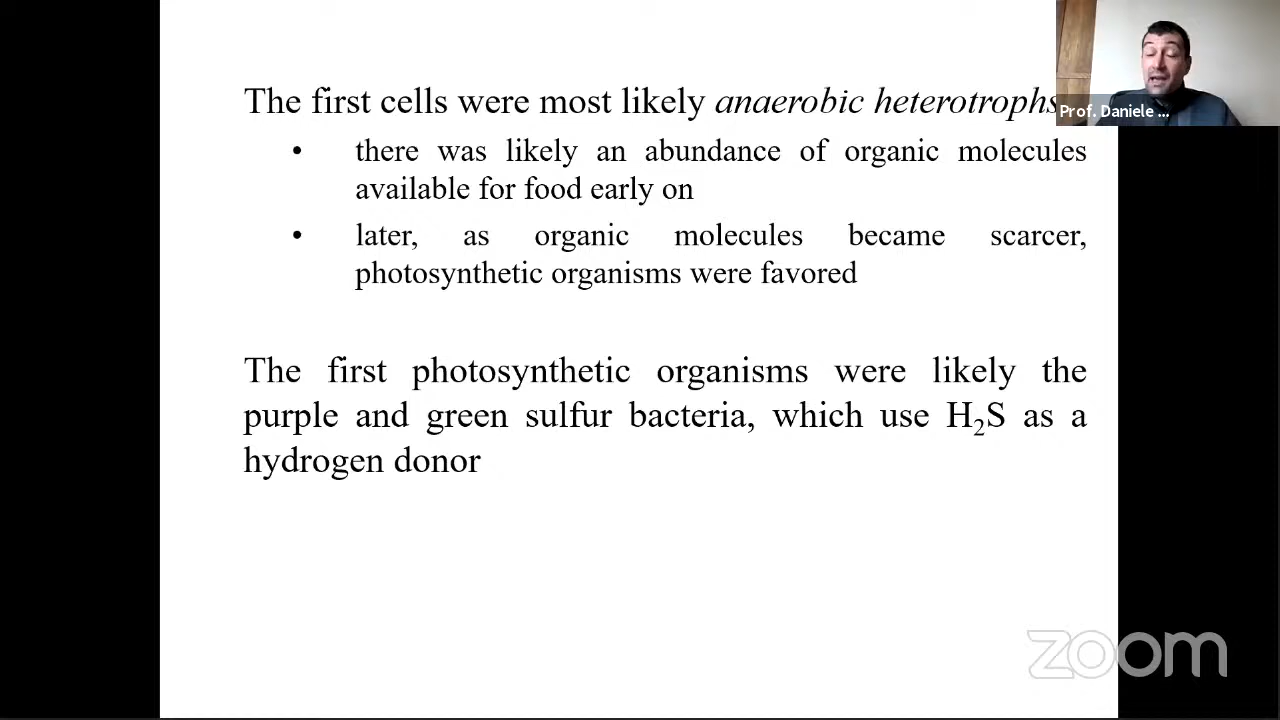 The first cells were most likely anaerobic heterotrophs
Prof. Daniele ...
• there was likely an abundance of organic molecules
available for food early on
• later, as organic molecules became scarcer,
photosynthetic organisms were favored
The first photosynthetic organisms were likely the
purple and green sulfur bacteria, which use H₂S as a
hydrogen donor
zoom